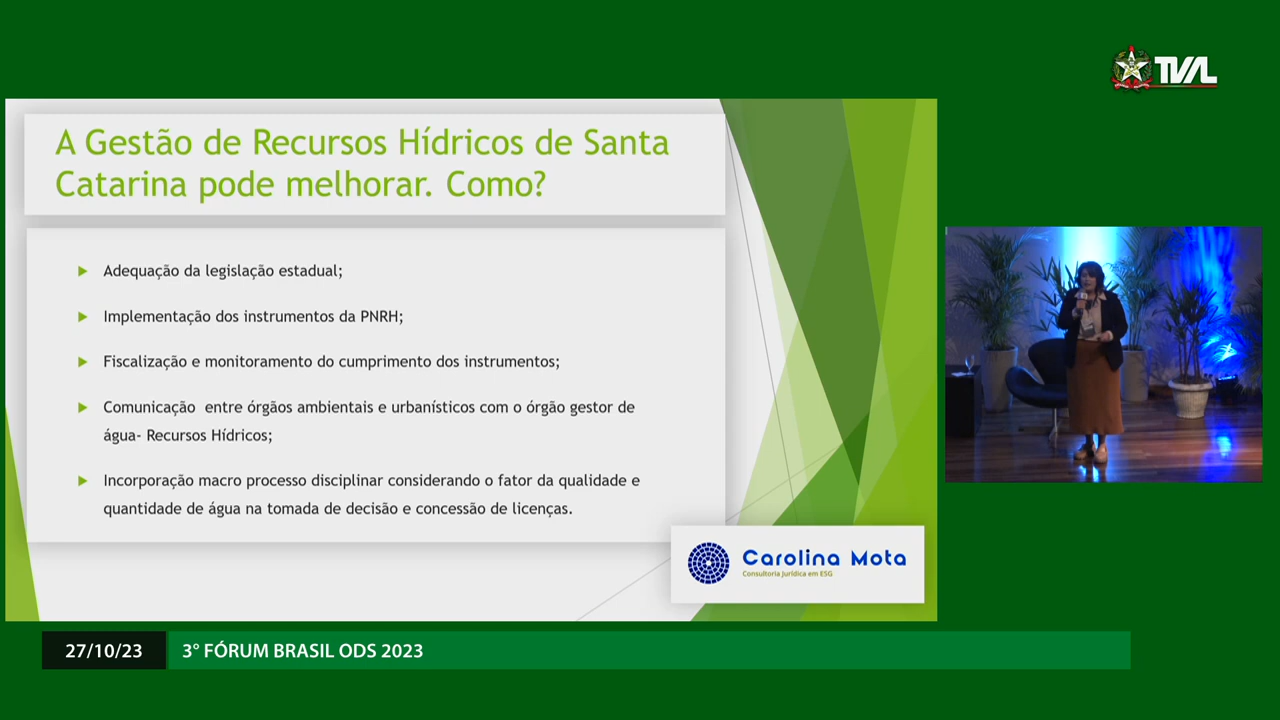 TVAL
A Gestão de Recursos Hídricos de Santa
Catarina pode melhorar. Como?
Adequação da legislação estadual;
Implementação dos instrumentos da PNRH;
Fiscalização e monitoramento do cumprimento dos instrumentos;
Comunicação entre órgãos ambientais e urbanísticos com o órgão gestor de
água- Recursos Hídricos;
Incorporação macro processo disciplinar considerando o fator da qualidade e
quantidade de água na tomada de decisão e concessão de licenças.
Carolina Mota
Consultoria Jurídica em ESG
27/10/23
3° FÓRUM BRASIL ODS 2023